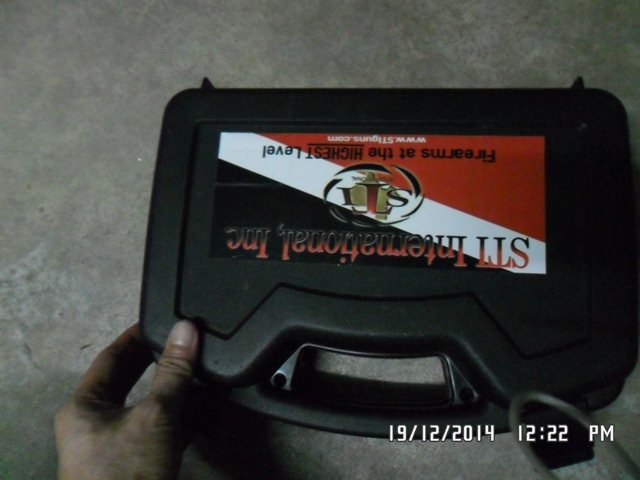 STI International, Inc
STI
Firearms at the HIGHEST Level
www.STIguns.com
19/12/2014 12:22 PM